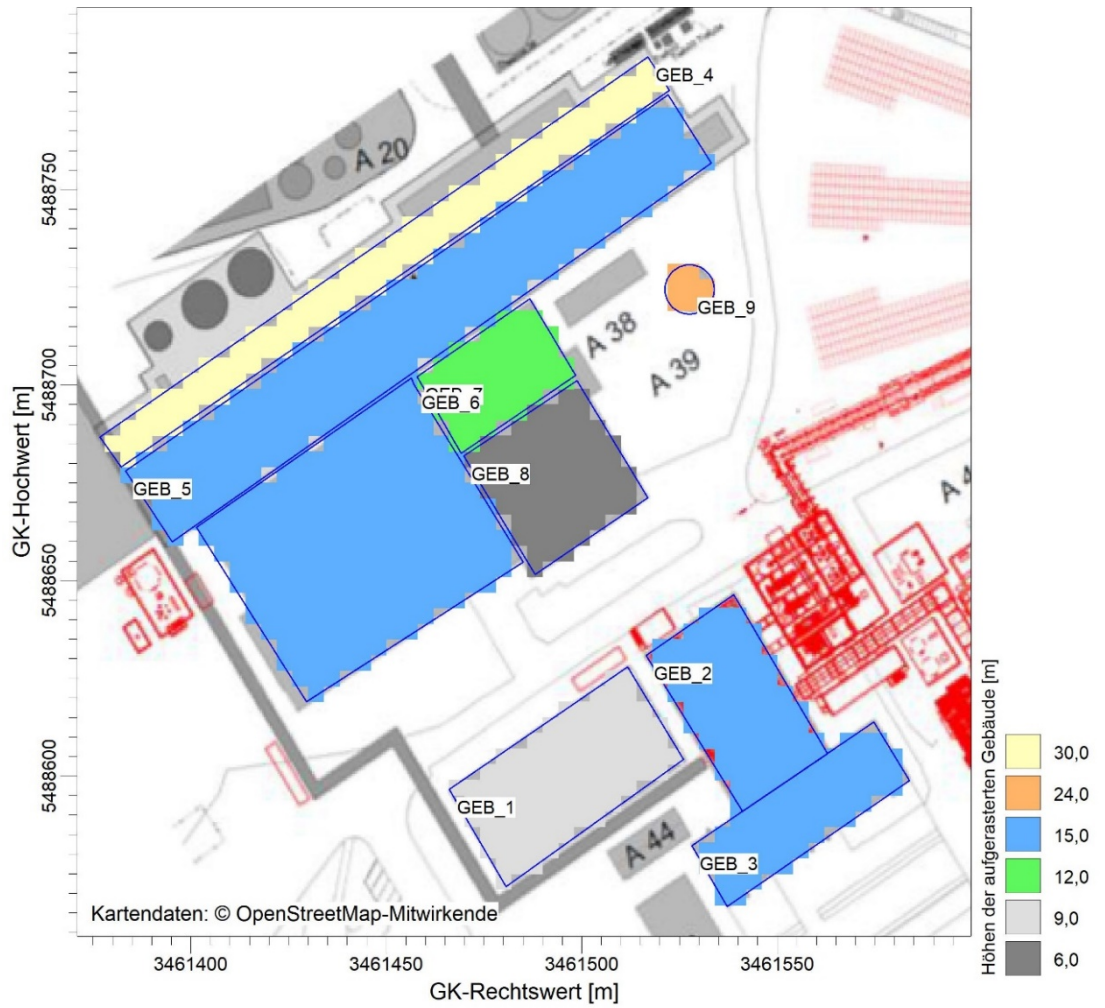 GEB_4
A 20
5488750
GEB_9
A 38
A 39
5488700
GEB_6
GEB_8
GEB_5
GK-Hochwert [m]
5488650
GEB_2
GEB_1
5488600
A 44
GEB_3
Kartendaten: © OpenStreetMap-Mitwirkende
3461400
3461450
3461500
3461550
GK-Rechtswert [m]
Höhen der aufgerasterten Gebäude [m]
30,0
24,0
15,0
12,0
9,0
6,0